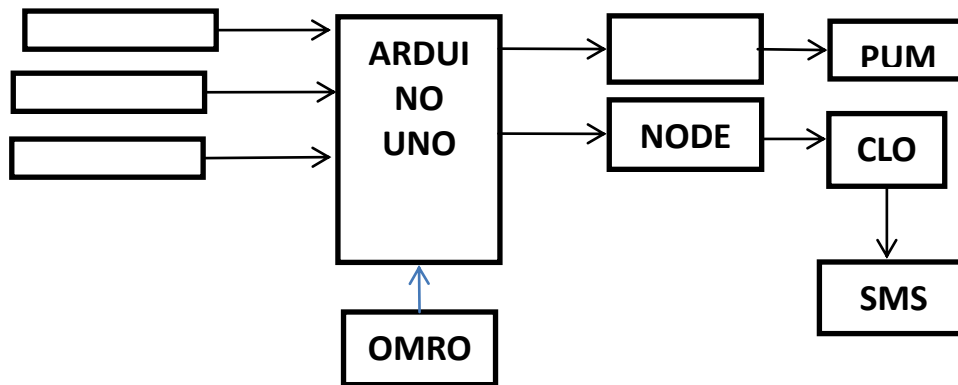 ARDUI
NO
UNO
PUM
NODE
CLO
SMS
OMRO